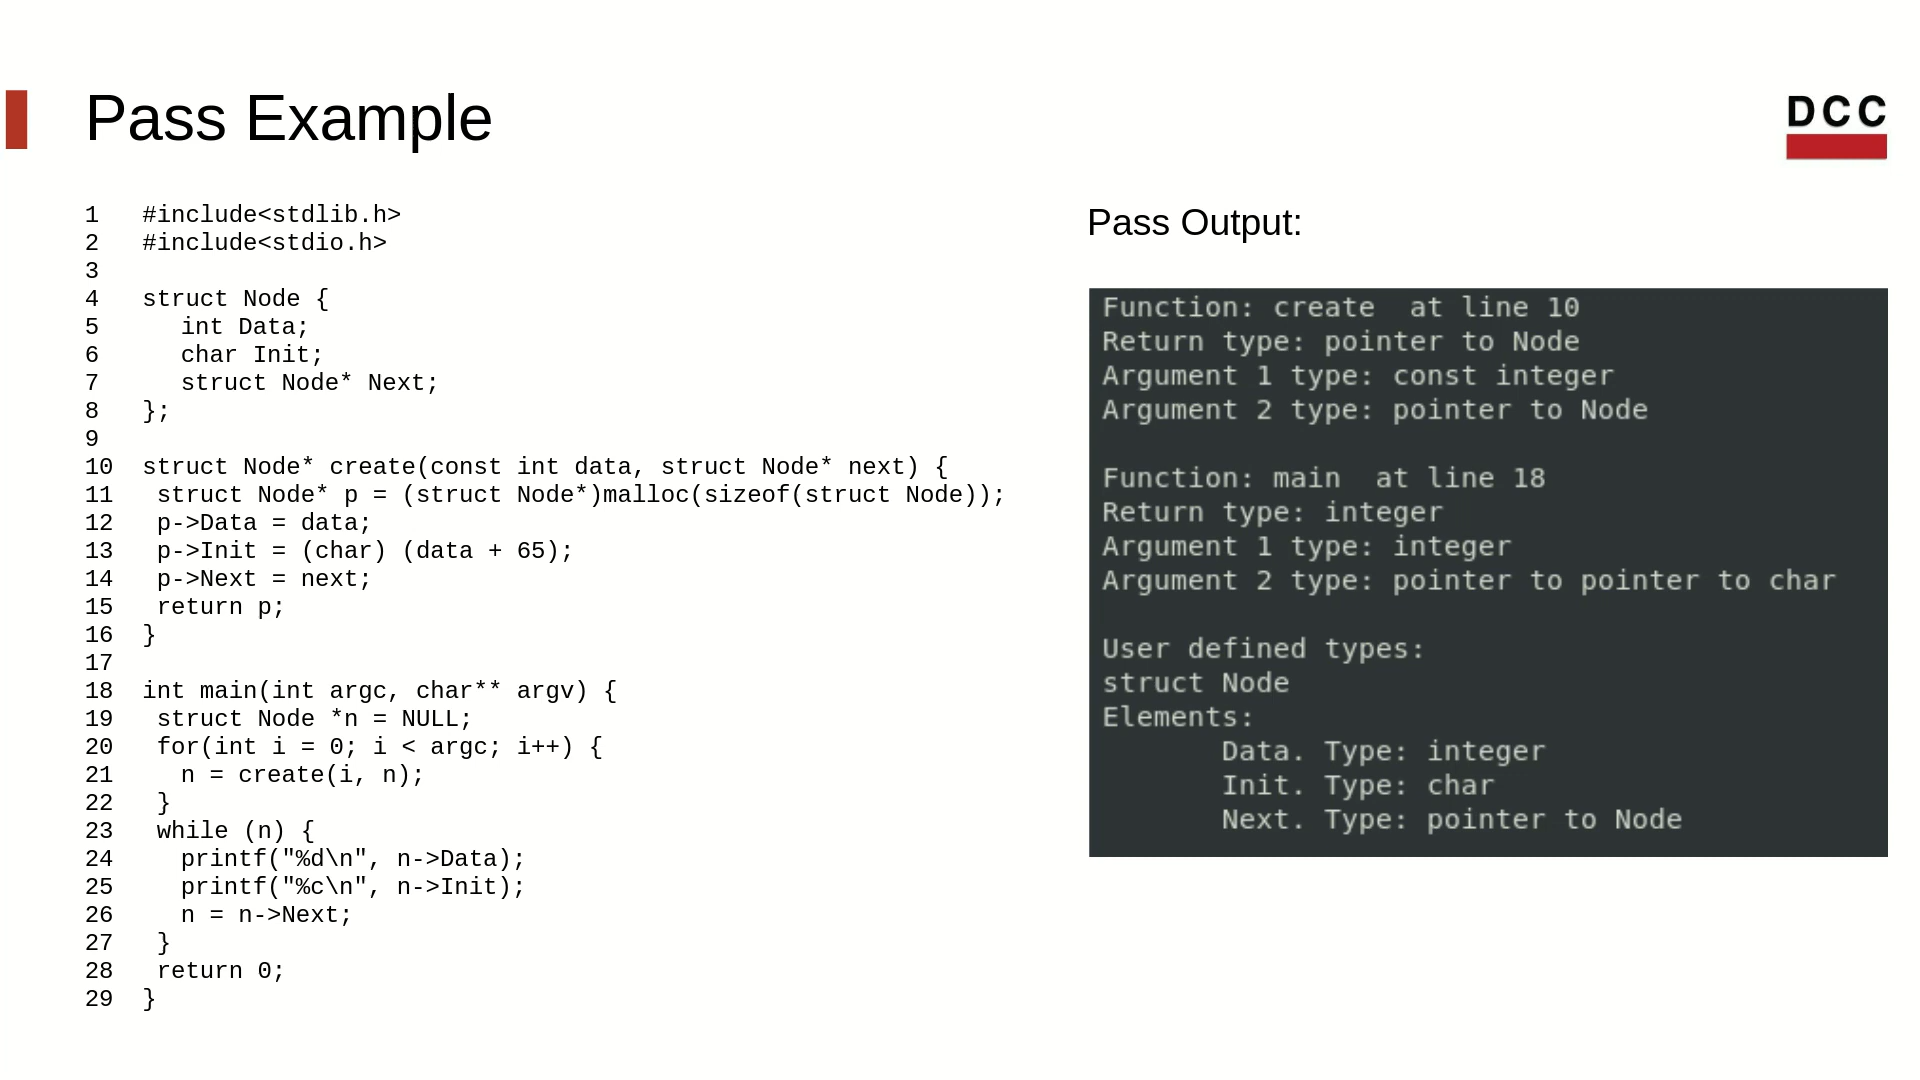 Pass Example
DCC
1   #include<stdlib.h>
2   #include<stdio.h>
3
4   struct Node {
5      int Data;
6      char Init;
7      struct Node* Next;
8   };
9
10  struct Node* create(const int data, struct Node* next) {
11   struct Node* p = (struct Node*)malloc(sizeof(struct Node));
12   p->Data = data;
13   p->Init = (char) (data + 65);
14   p->Next = next;
15   return p;
16  }
17
18  int main(int argc, char** argv) {
19   struct Node *n = NULL;
20   for(int i = 0; i < argc; i++) {
21     n = create(i, n);
22   }
23   while (n) {
24     printf("%d\n", n->Data);
25     printf("%c\n", n->Init);
26     n = n->Next;
27   }
28   return 0;
29  }
Pass Output:
Function: create  at line 10
Return type: pointer to Node
Argument 1 type: const integer
Argument 2 type: pointer to Node
Function: main  at line 18
Return type: integer
Argument 1 type: integer
Argument 2 type: pointer to pointer to char
User defined types:
struct Node
Elements:
       Data. Type: integer
       Init. Type: char
       Next. Type: pointer to Node